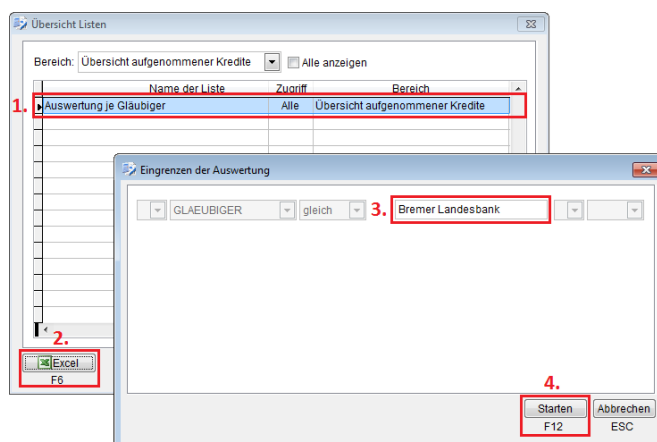 Übersicht Listen
Bereich: Übersicht aufgenommener Kredite Alle anzeigen
Name der Liste Zugriff Bereich
1. Auswertung je Gläubiger Alle Übersicht aufgenommener Kredite
Eingrenzen der Auswertung
GLAEUBIGER gleich 3. Bremer Landesbank
2.
Excel
F6
4.
Starten Abbrechen
F12 ESC